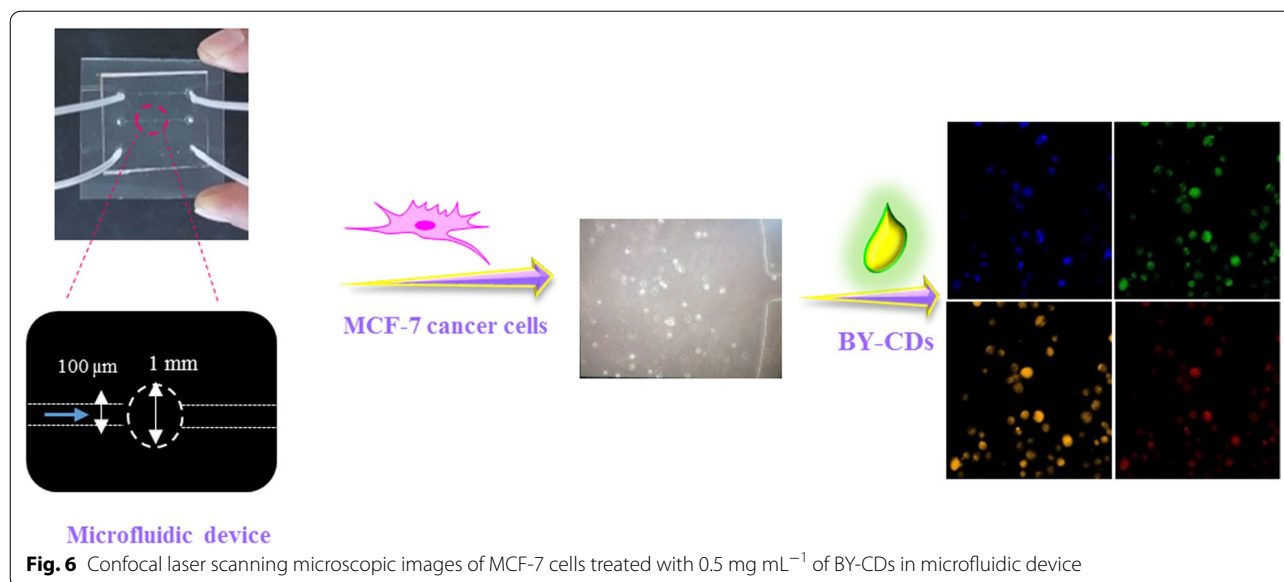 100 μm
1 mm
Microfluidic device
MCF-7 cancer cells
BY-CDs
Fig. 6 Confocal laser scanning microscopic images of MCF-7 cells treated with 0.5 mg mL⁻¹ of BY-CDs in microfluidic device